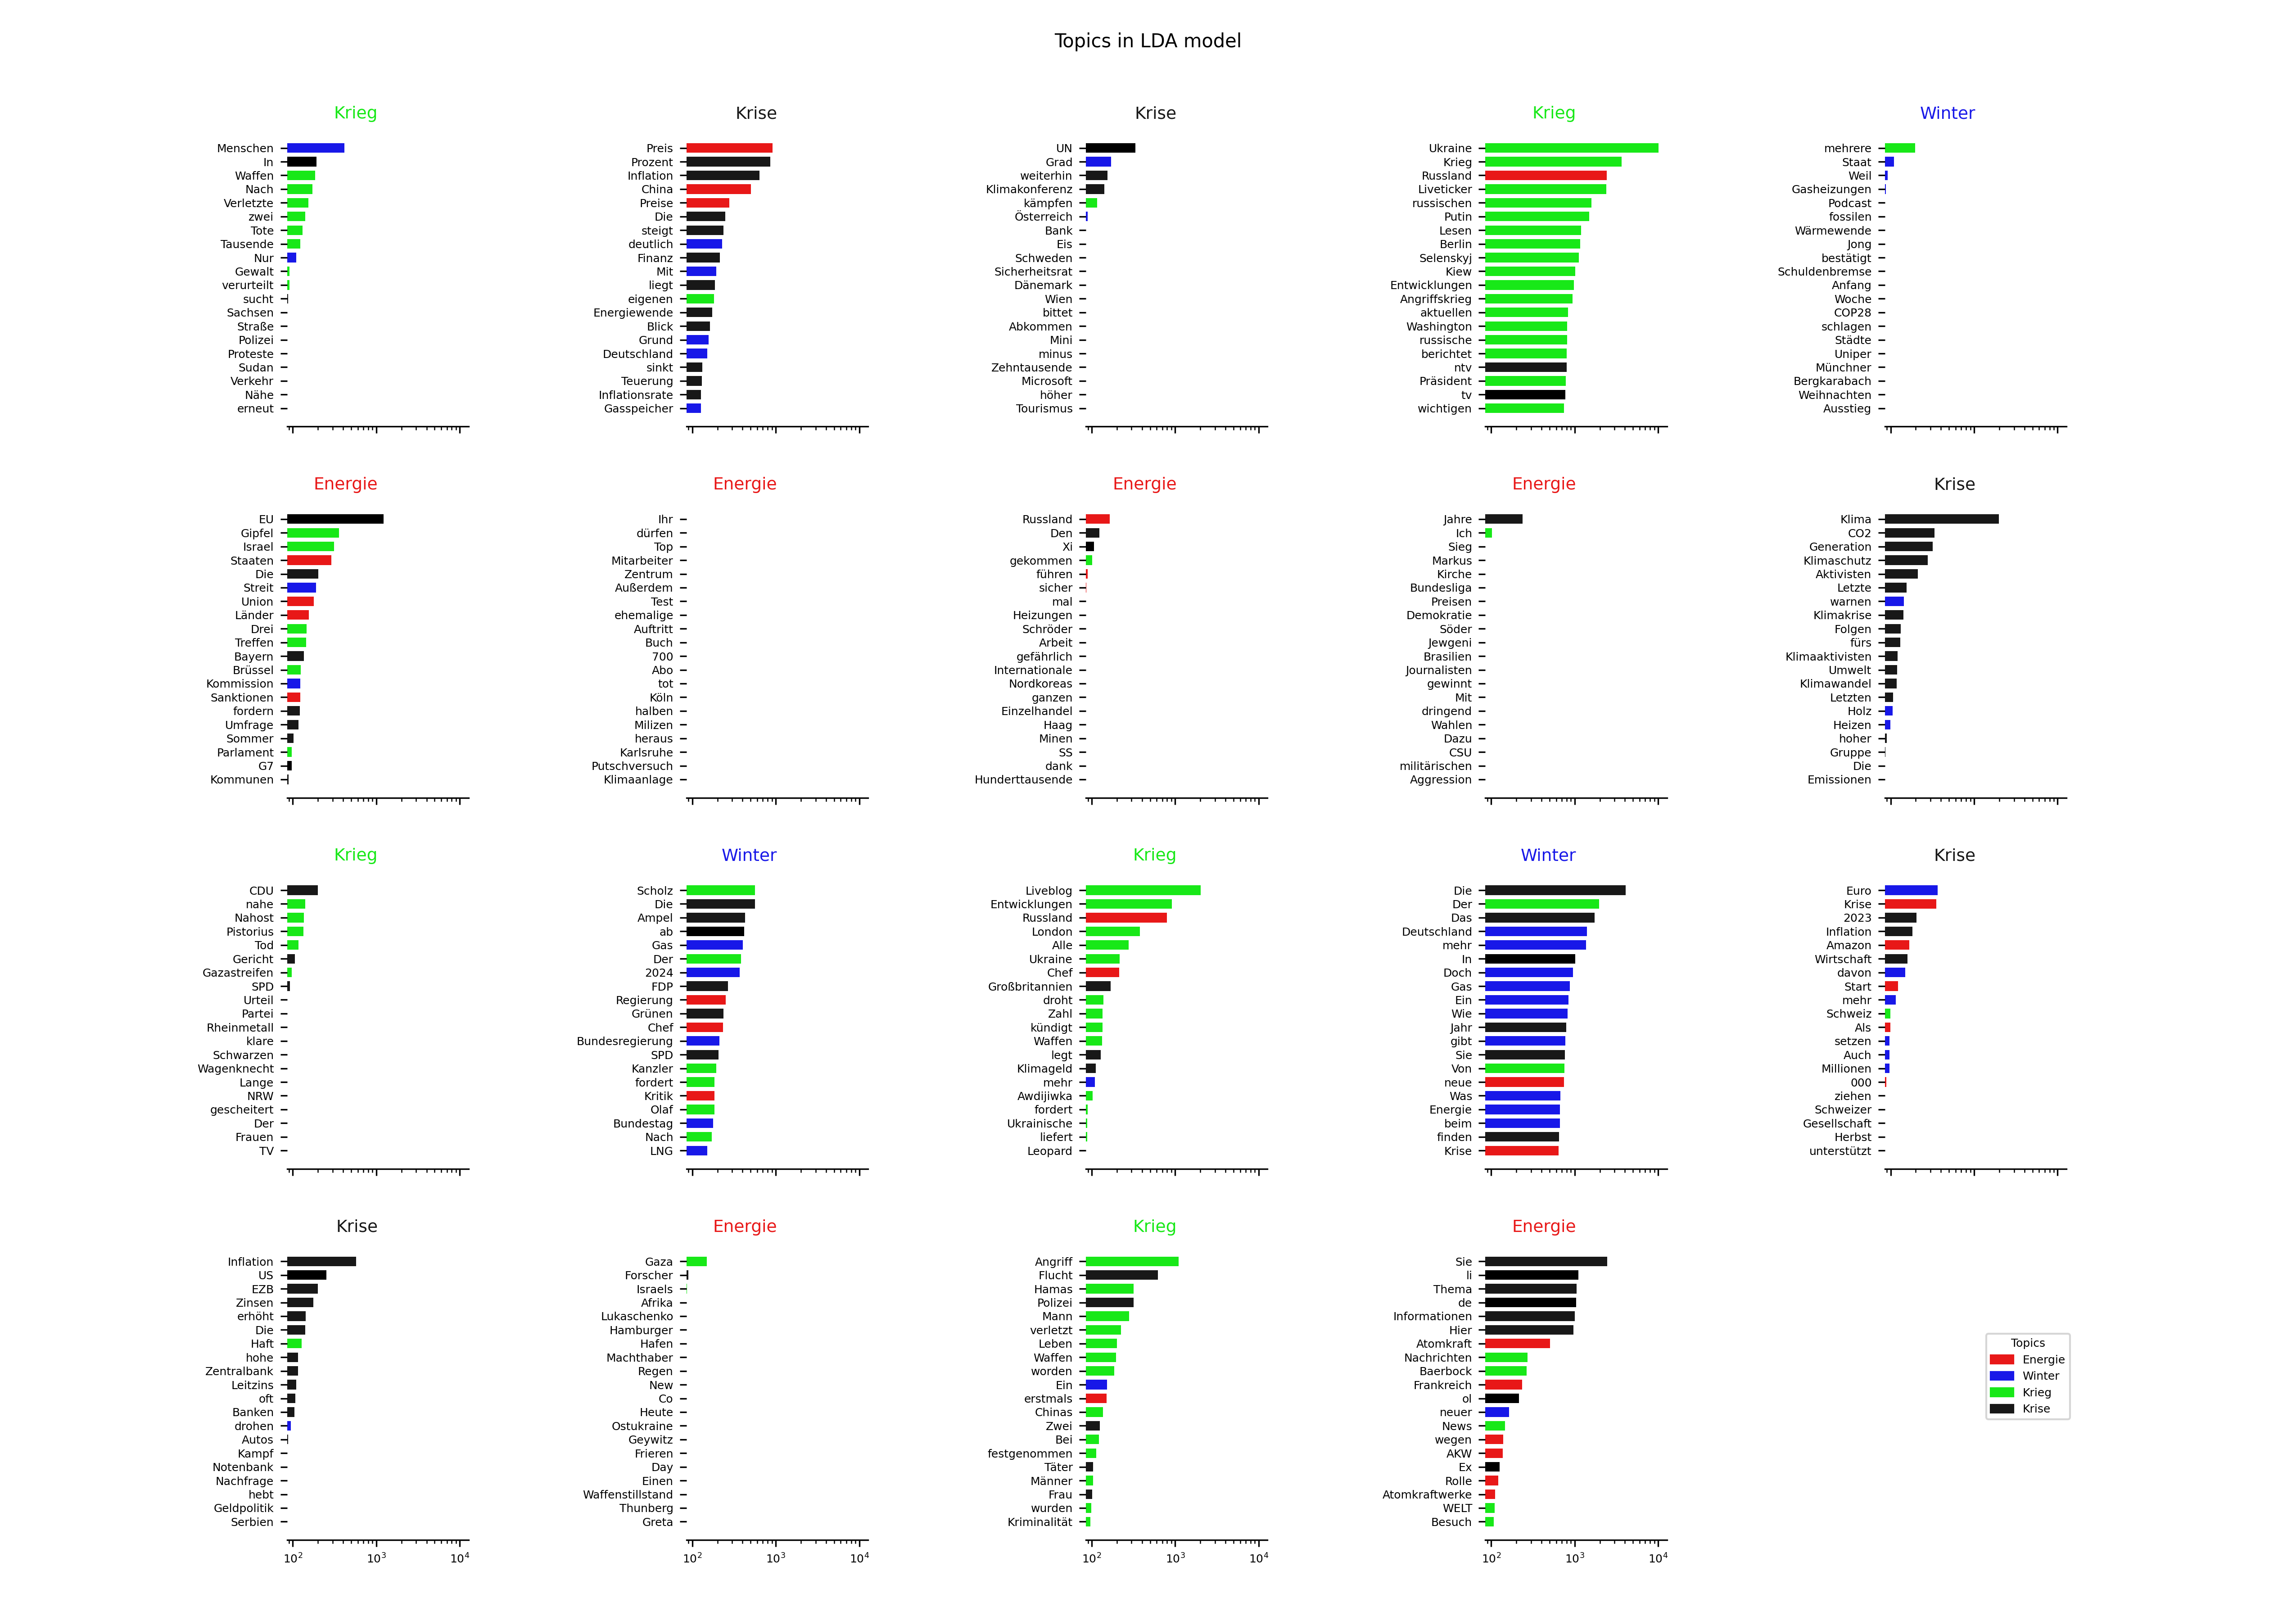 Topics in LDA model
Krieg
Menschen
In
Waffen
Nach
Verletzte
zwei
Tote
Tausende
Nur
Gewalt
verurteilt
sucht
Sachsen
Straße
Polizei
Proteste
Sudan
Verkehr
Nähe
erneut
Krise
Preis
Prozent
Inflation
China
Preise
Die
steigt
deutlich
Finanz
Mit
liegt
eigenen
Energiewende
Blick
Grund
Deutschland
sinkt
Teuerung
Inflationsrate
Gasspeicher
Krise
UN
Grad
weiterhin
Klimakonferenz
kämpfen
Österreich
Bank
Eis
Schweden
Sicherheitsrat
Dänemark
Wien
bittet
Abkommen
Mini
minus
Zehntausende
Microsoft
höher
Tourismus
Krieg
Ukraine
Krieg
Russland
Liveticker
russischen
Putin
Lesen
Berlin
Selenskyj
Kiew
Entwicklungen
Angriffskrieg
aktuellen
Washington
russische
berichtet
ntv
Präsident
tv
wichtigen
Winter
mehrere
Staat
Weil
Gasheizungen
Podcast
fossilen
Wärmewende
Jong
bestätigt
Schuldenbremse
Anfang
Woche
COP28
schlagen
Städte
Uniper
Münchner
Bergkarabach
Weihnachten
Ausstieg
Energie
EU
Gipfel
Israel
Staaten
Die
Streit
Union
Länder
Drei
Treffen
Bayern
Brüssel
Kommission
Sanktionen
fordern
Umfrage
Sommer
Parlament
G7
Kommunen
Energie
Ihr
dürfen
Top
Mitarbeiter
Zentrum
Außerdem
Test
ehemalige
Auftritt
Buch
700
Abo
tot
Köln
halben
Milizen
heraus
Karlsruhe
Putschversuch
Klimaanlage
Energie
Russland
Den
Xi
gekommen
führen
sicher
mal
Heizungen
Schröder
Arbeit
gefährlich
Internationale
Nordkoreas
ganzen
Einzelhandel
Haag
Minen
SS
dank
Hunderttausende
Energie
Jahre
Ich
Sieg
Markus
Kirche
Bundesliga
Preisen
Demokratie
Söder
Jewgeni
Brasilien
Journalisten
gewinnt
Mit
dringend
Wahlen
Dazu
CSU
militärischen
Aggression
Krise
Klima
CO2
Generation
Klimaschutz
Aktivisten
Letzte
warnen
Klimakrise
Folgen
fürs
Klimaaktivisten
Umwelt
Klimawandel
Letzten
Holz
Heizen
hoher
Gruppe
Die
Emissionen
Krieg
CDU
nahe
Nahost
Pistorius
Tod
Gericht
Gazastreifen
SPD
Urteil
Partei
Rheinmetall
klare
Schwarzen
Wagenknecht
Lange
NRW
gescheitert
Der
Frauen
TV
Winter
Scholz
Die
Ampel
ab
Gas
Der
2024
FDP
Regierung
Grünen
Chef
Bundesregierung
SPD
Kanzler
fordert
Kritik
Olaf
Bundestag
Nach
LNG
Krieg
Liveblog
Entwicklungen
Russland
London
Alle
Ukraine
Chef
Großbritannien
droht
Zahl
kündigt
Waffen
legt
Klimageld
mehr
Awdijiwka
fordert
Ukrainische
liefert
Leopard
Winter
Die
Der
Das
Deutschland
mehr
In
Doch
Gas
Ein
Wie
Jahr
gibt
Sie
Von
neue
Was
Energie
beim
finden
Krise
Krise
Euro
Krise
2023
Inflation
Amazon
Wirtschaft
davon
Start
mehr
Schweiz
Als
setzen
Auch
Millionen
000
ziehen
Schweizer
Gesellschaft
Herbst
unterstützt
Krise
Inflation
US
EZB
Zinsen
erhöht
Die
Haft
hohe
Zentralbank
Leitzins
oft
Banken
drohen
Autos
Kampf
Notenbank
Nachfrage
hebt
Geldpolitik
Serbien
10² 10³ 10⁴
Energie
Gaza
Forscher
Israels
Afrika
Lukaschenko
Hamburger
Hafen
Machthaber
Regen
New
Co
Heute
Ostukraine
Geywitz
Frieren
Day
Einen
Waffenstillstand
Thunberg
Greta
10² 10³ 10⁴
Krieg
Angriff
Flucht
Hamas
Polizei
Mann
verletzt
Leben
Waffen
worden
Ein
erstmals
Chinas
Zwei
Bei
festgenommen
Täter
Männer
Frau
wurden
Kriminalität
10² 10³ 10⁴
Energie
Sie
li
Thema
de
Informationen
Hier
Atomkraft
Nachrichten
Baerbock
Frankreich
ol
neuer
News
wegen
AKW
Ex
Rolle
Atomkraftwerke
WELT
Besuch
10² 10³ 10⁴
Topics
Energie
Winter
Krieg
Krise